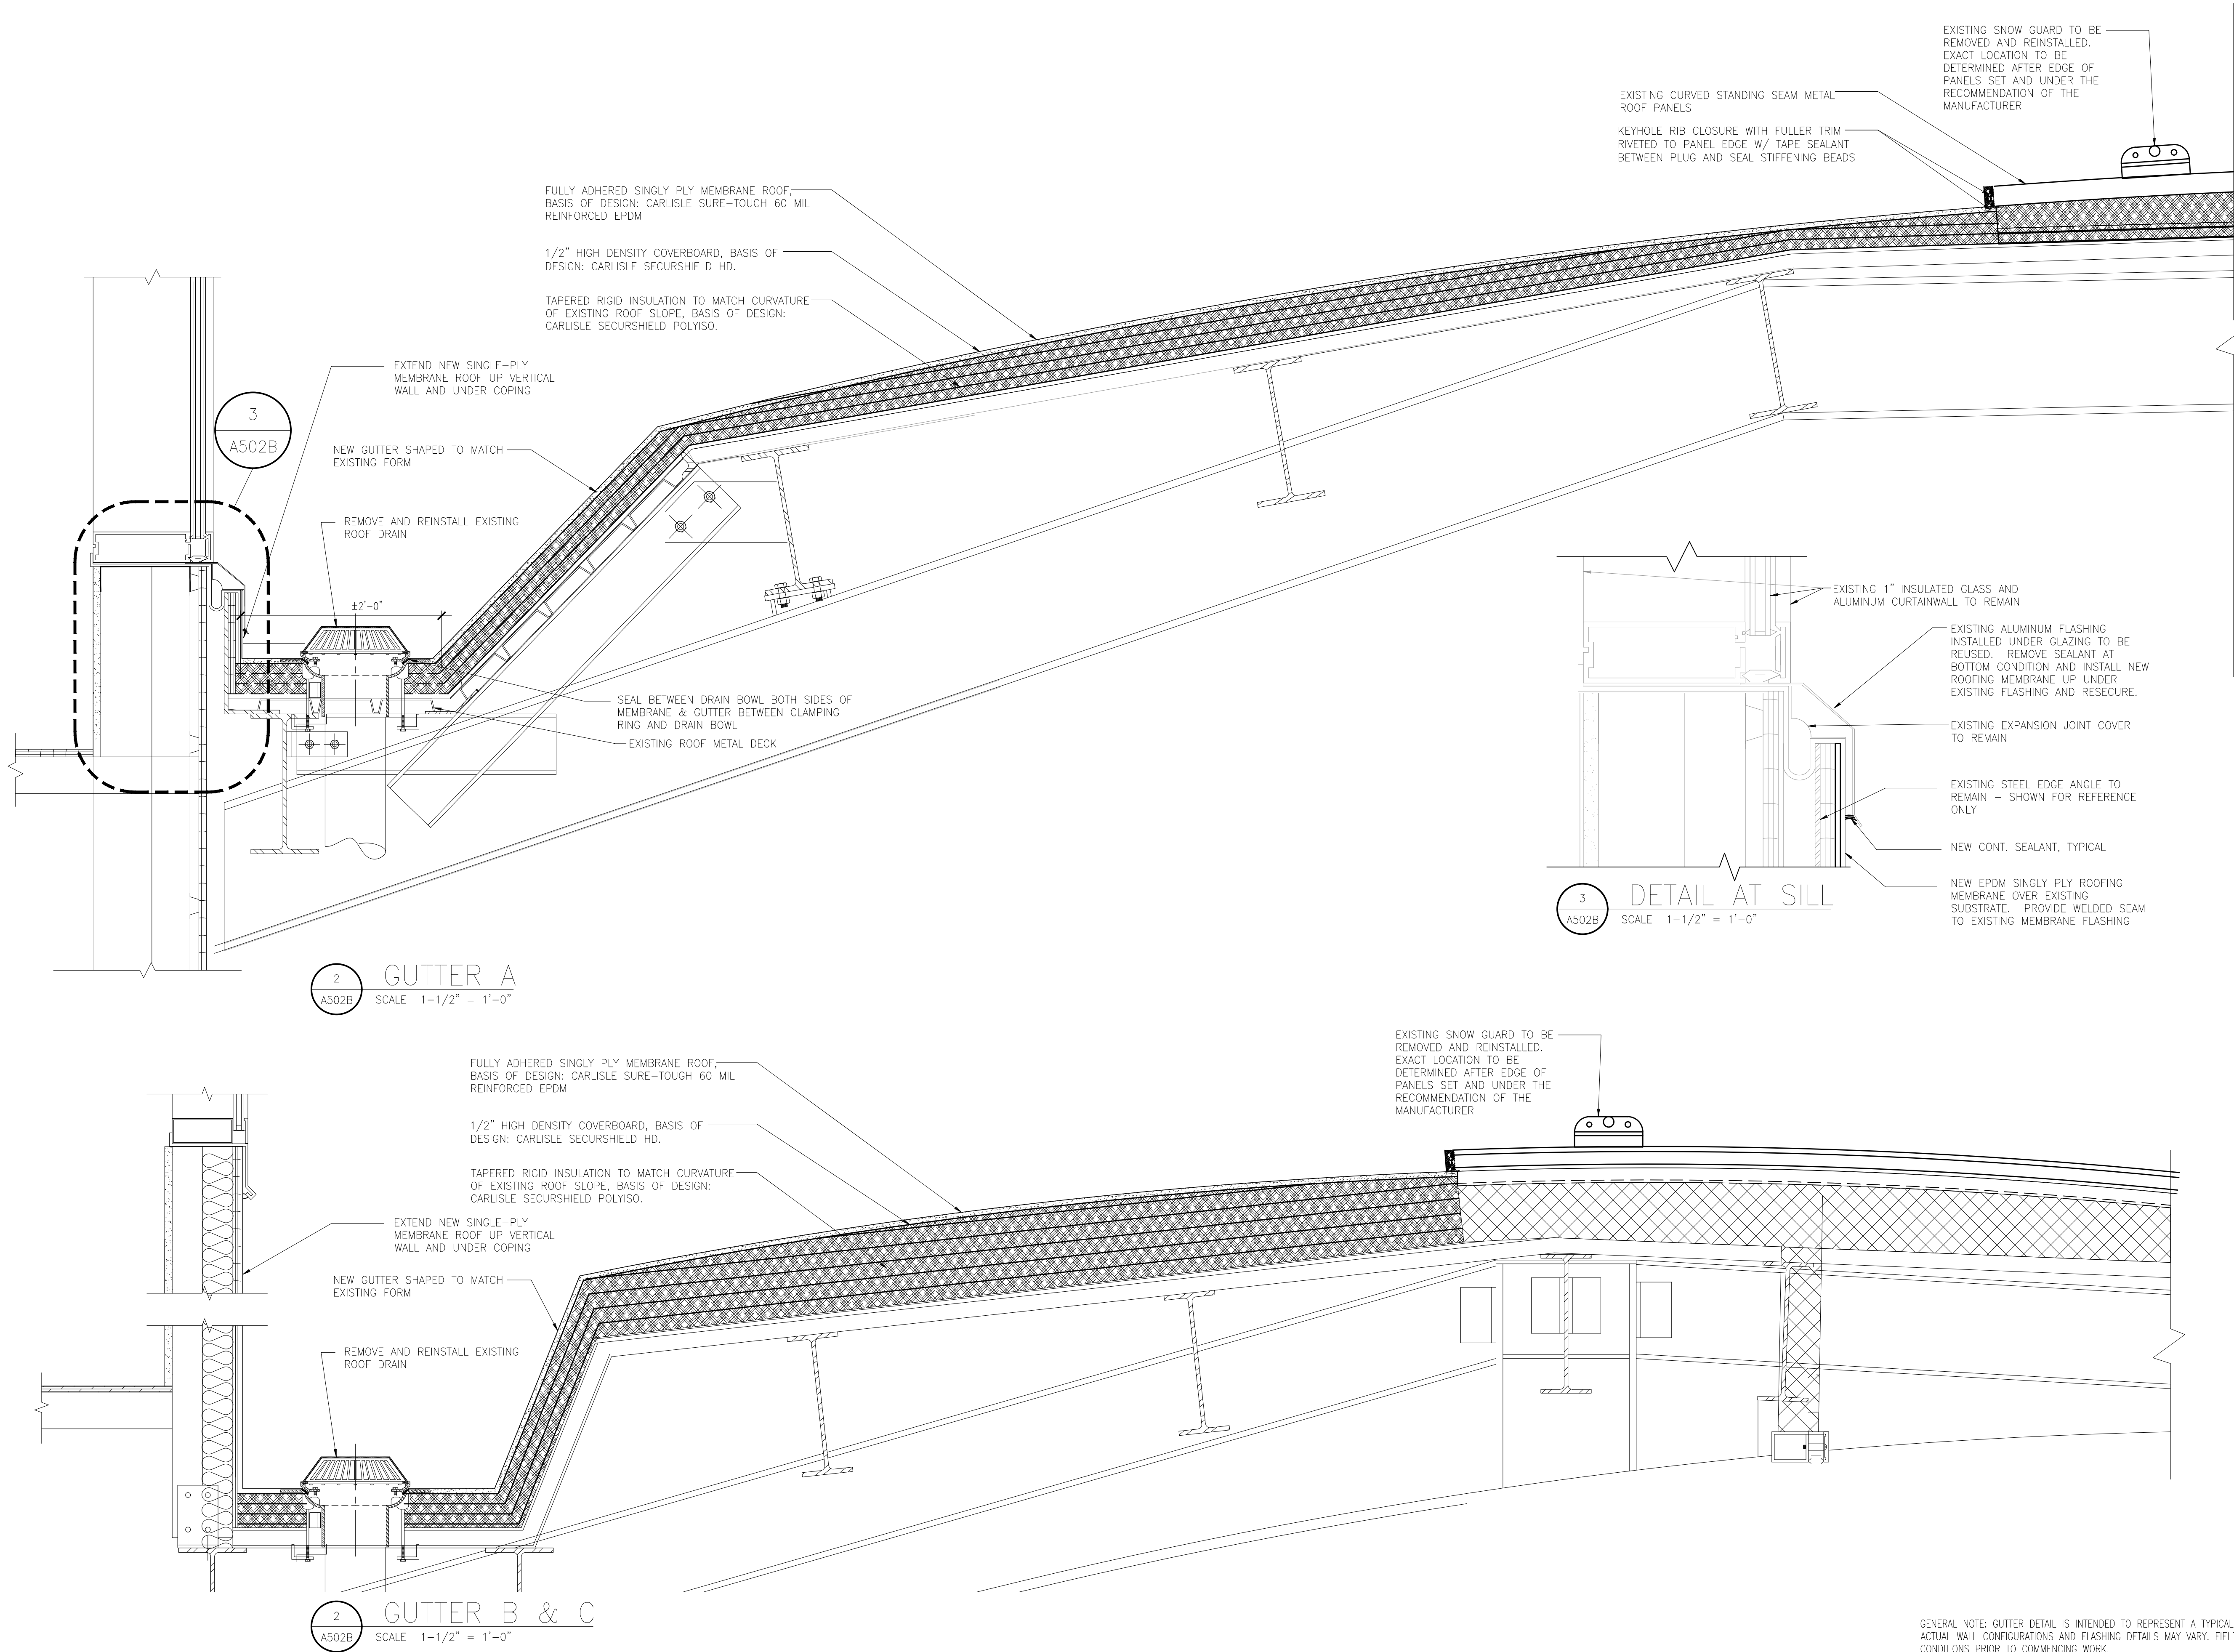 EXISTING SNOW GUARD TO BE
REMOVED AND REINSTALLED.
EXACT LOCATION TO BE
DETERMINED AFTER EDGE OF
PANELS SET AND UNDER THE
RECOMMENDATION OF THE
MANUFACTURER
EXISTING CURVED STANDING SEAM METAL
ROOF PANELS
KEYHOLE RIB CLOSURE WITH FULLER TRIM
RIVETED TO PANEL EDGE W/ TAPE SEALANT
BETWEEN PLUG AND SEAL STIFFENING BEADS
FULLY ADHERED SINGLY PLY MEMBRANE ROOF,
BASIS OF DESIGN: CARLISLE SURE-TOUGH 60 MIL
REINFORCED EPDM
1/2" HIGH DENSITY COVERBOARD, BASIS OF
DESIGN: CARLISLE SECURSHIELD HD.
TAPERED RIGID INSULATION TO MATCH CURVATURE
OF EXISTING ROOF SLOPE, BASIS OF DESIGN:
CARLISLE SECURSHIELD POLYISO.
EXTEND NEW SINGLE-PLY
MEMBRANE ROOF UP VERTICAL
WALL AND UNDER COPING
3
A502B
NEW GUTTER SHAPED TO MATCH
EXISTING FORM
REMOVE AND REINSTALL EXISTING
ROOF DRAIN
±2'-0"
SEAL BETWEEN DRAIN BOWL BOTH SIDES OF
MEMBRANE & GUTTER BETWEEN CLAMPING
RING AND DRAIN BOWL
EXISTING ROOF METAL DECK
2
A502B
GUTTER A
SCALE 1-1/2" = 1'-0"
EXISTING 1" INSULATED GLASS AND
ALUMINUM CURTAINWALL TO REMAIN
EXISTING ALUMINUM FLASHING
INSTALLED UNDER GLAZING TO BE
REUSED. REMOVE SEALANT AT
BOTTOM CONDITION AND INSTALL NEW
ROOFING MEMBRANE UP UNDER
EXISTING FLASHING AND RESECURE.
EXISTING EXPANSION JOINT COVER
TO REMAIN
EXISTING STEEL EDGE ANGLE TO
REMAIN - SHOWN FOR REFERENCE
ONLY
NEW CONT. SEALANT, TYPICAL
NEW EPDM SINGLY PLY ROOFING
MEMBRANE OVER EXISTING
SUBSTRATE. PROVIDE WELDED SEAM
TO EXISTING MEMBRANE FLASHING
3
A502B
DETAIL AT SILL
SCALE 1-1/2" = 1'-0"
EXISTING SNOW GUARD TO BE
REMOVED AND REINSTALLED.
EXACT LOCATION TO BE
DETERMINED AFTER EDGE OF
PANELS SET AND UNDER THE
RECOMMENDATION OF THE
MANUFACTURER
FULLY ADHERED SINGLY PLY MEMBRANE ROOF,
BASIS OF DESIGN: CARLISLE SURE-TOUGH 60 MIL
REINFORCED EPDM
1/2" HIGH DENSITY COVERBOARD, BASIS OF
DESIGN: CARLISLE SECURSHIELD HD.
TAPERED RIGID INSULATION TO MATCH CURVATURE
OF EXISTING ROOF SLOPE, BASIS OF DESIGN:
CARLISLE SECURSHIELD POLYISO.
EXTEND NEW SINGLE-PLY
MEMBRANE ROOF UP VERTICAL
WALL AND UNDER COPING
NEW GUTTER SHAPED TO MATCH
EXISTING FORM
REMOVE AND REINSTALL EXISTING
ROOF DRAIN
2
A502B
GUTTER B & C
SCALE 1-1/2" = 1'-0"
GENERAL NOTE: GUTTER DETAIL IS INTENDED TO REPRESENT A TYPICAL
ACTUAL WALL CONFIGURATIONS AND FLASHING DETAILS MAY VARY. FIEL
CONDITIONS PRIOR TO COMMENCING WORK.